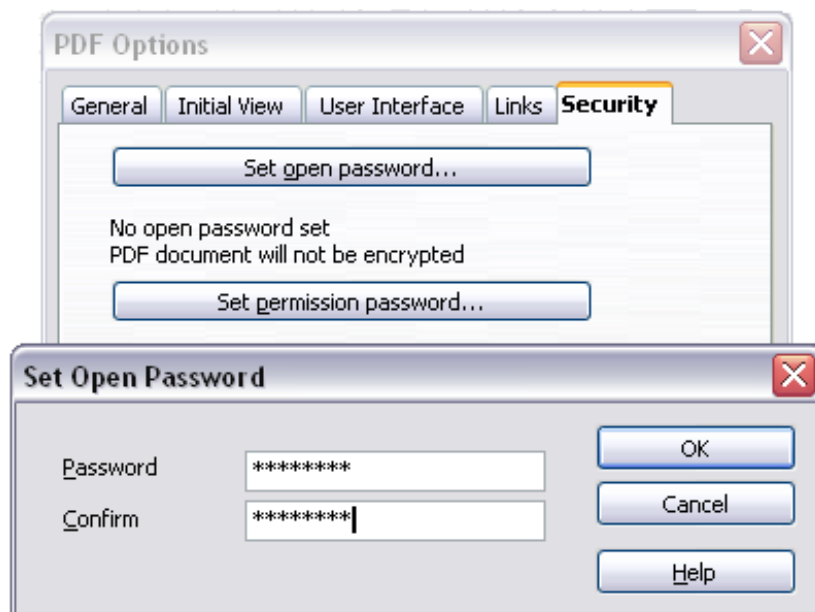 PDF Options
General Initial View User Interface Links Security
Set open password...
No open password set
PDF document will not be encrypted
Set permission password...
Set Open Password
Password ********
Confirm ********
OK
Cancel
Help